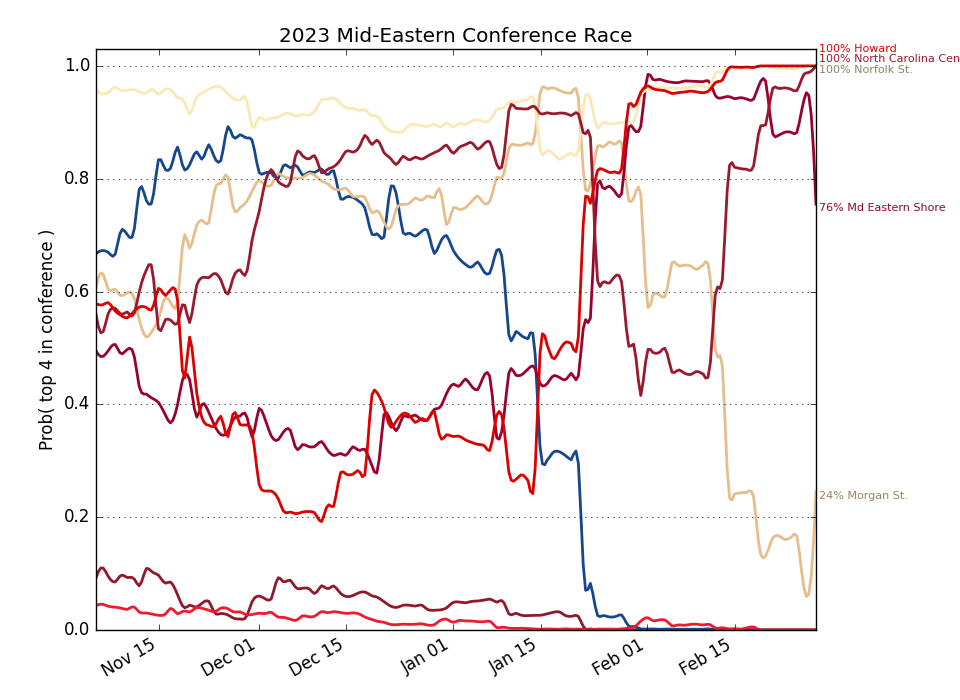 2023 Mid-Eastern Conference Race
100% Howard
100% North Carolina Cen
100% Norfolk St.
76% Md Eastern Shore
24% Morgan St.
Prob( top 4 in conference )
1.0
0.8
0.6
0.4
0.2
0.0
Nov 15
Dec 01
Dec 15
Jan 01
Jan 15
Feb 01
Feb 15